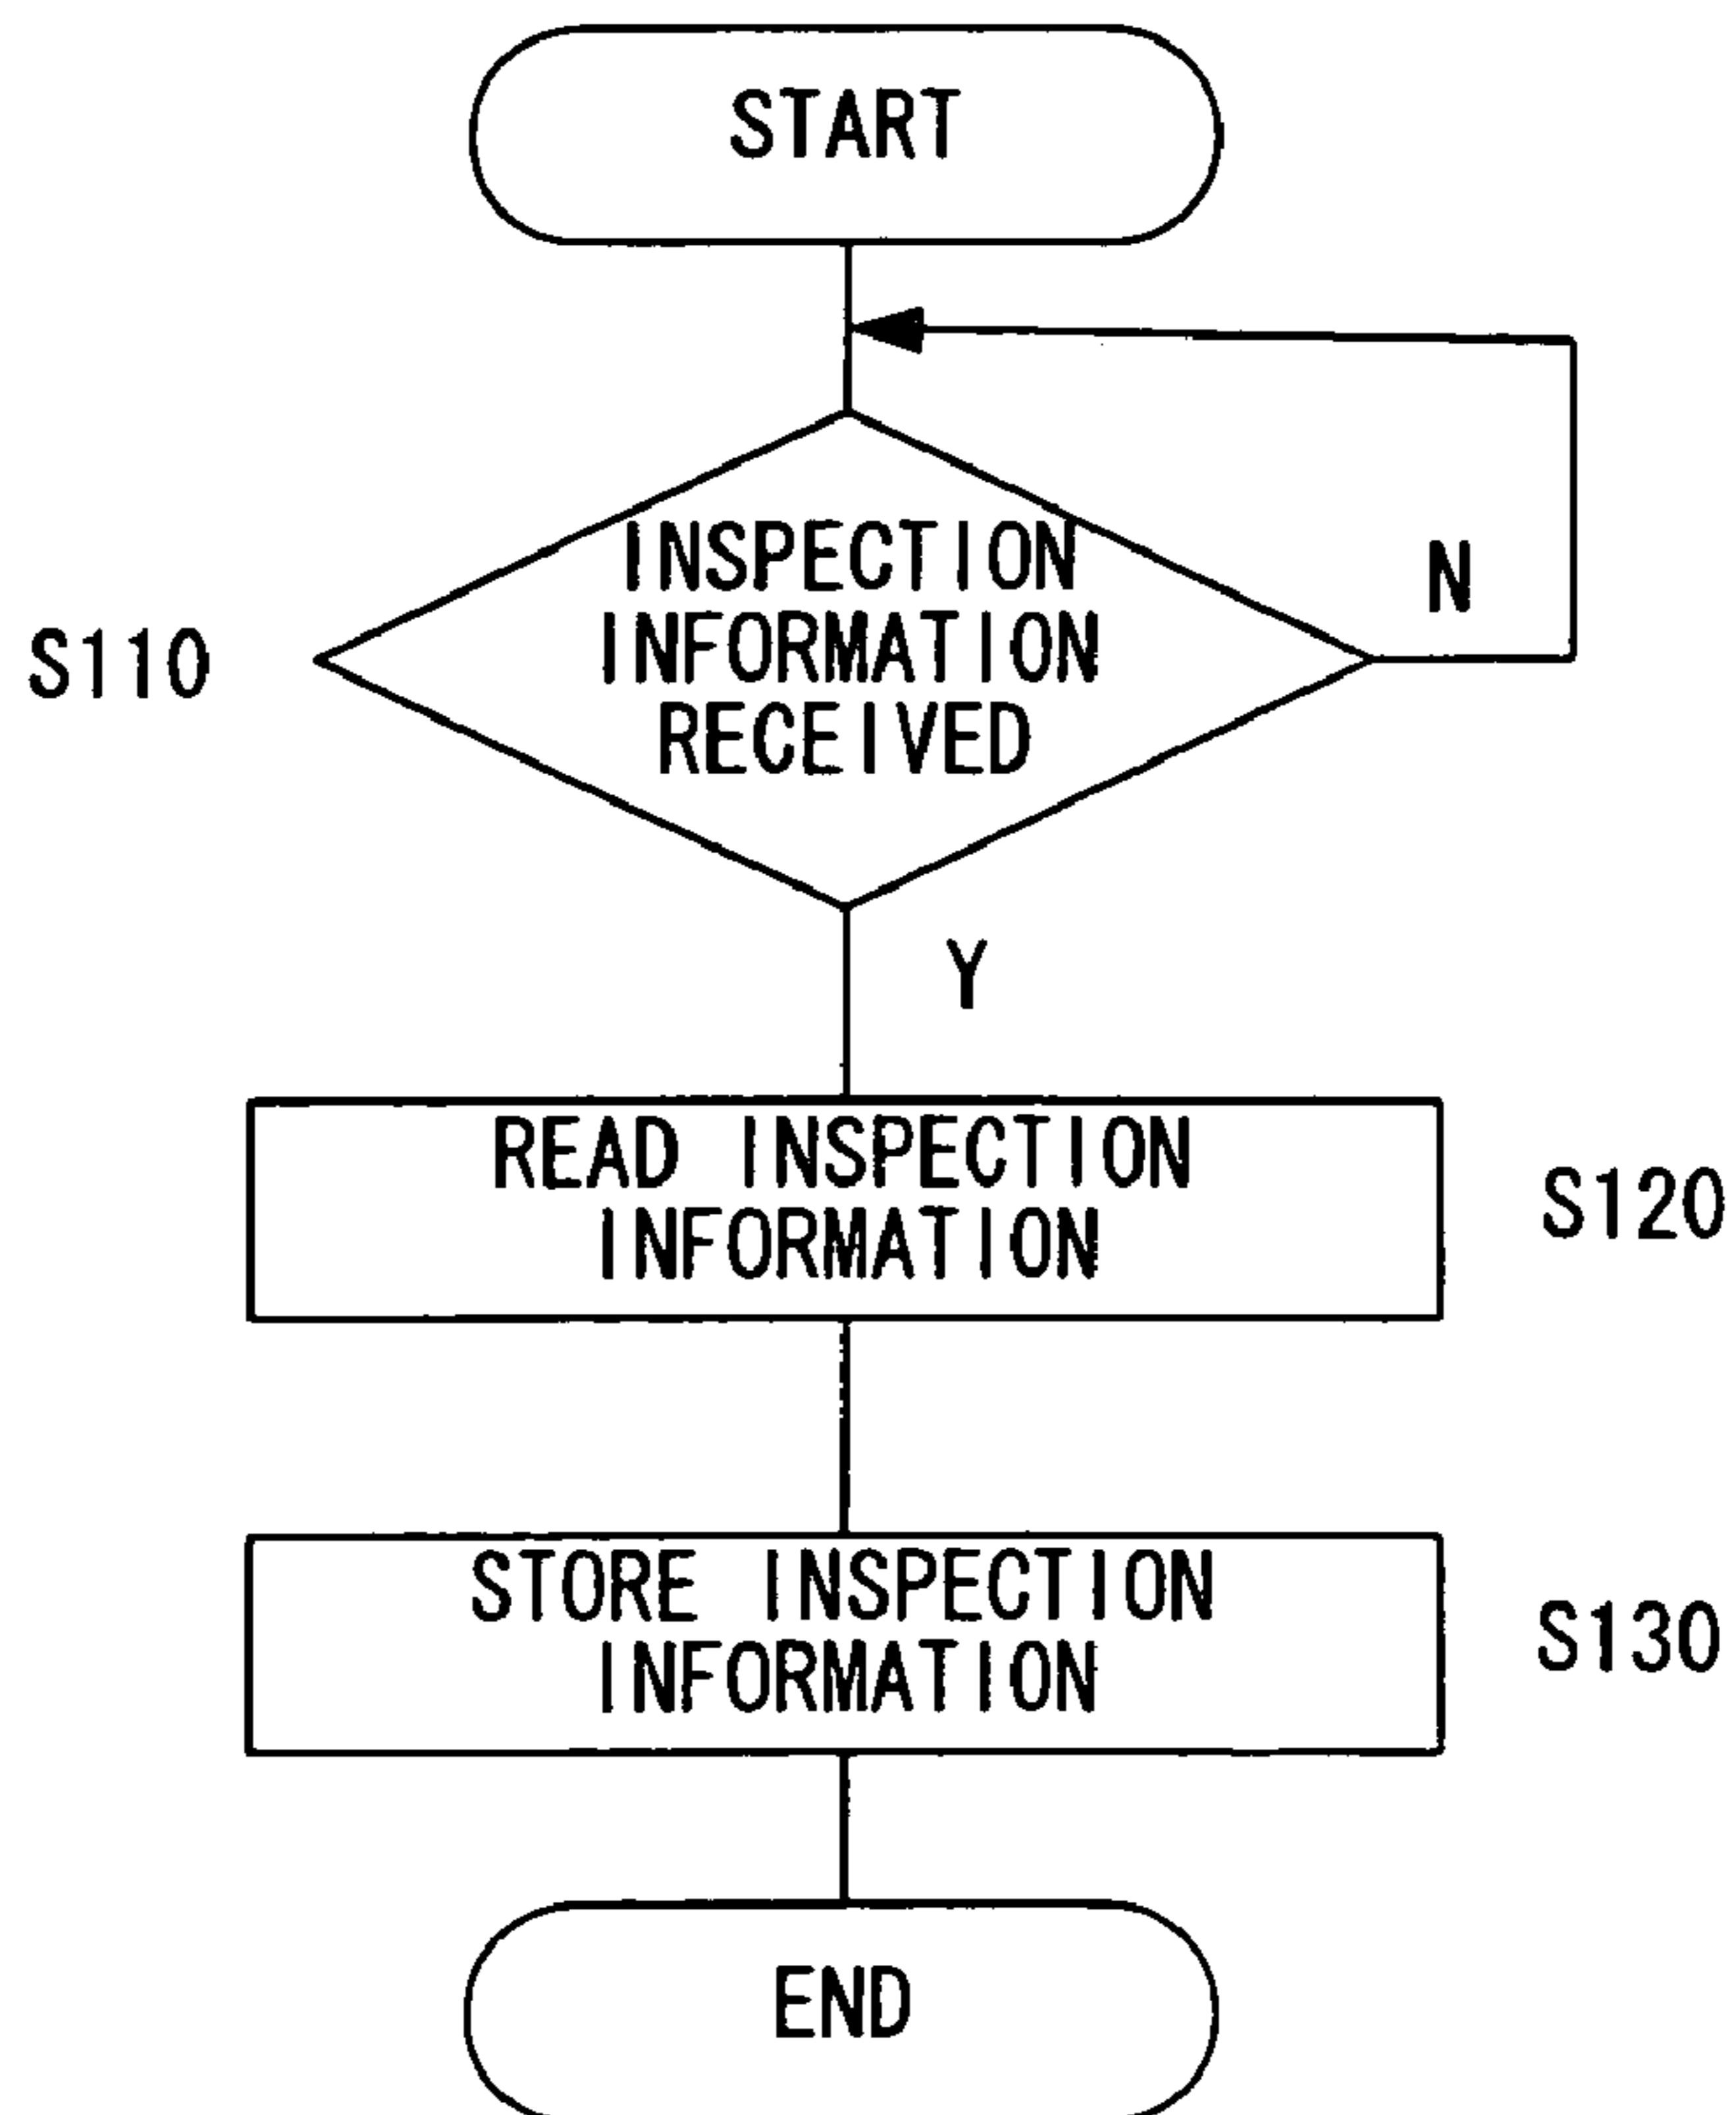 START
INSPECTION
INFORMATION
RECEIVED
N
S110
Y
READ INSPECTION
INFORMATION
S120
STORE INSPECTION
INFORMATION
S130
END